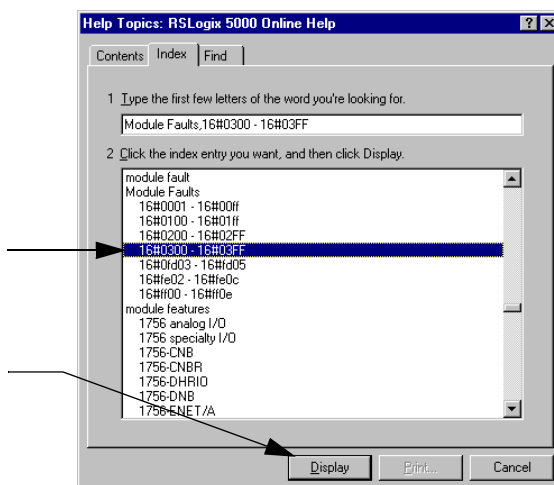 Help Topics: RSLogix 5000 Online Help
Contents Index Find
1 Type the first few letters of the word you're looking for.
Module Faults,16#0300 - 16#03FF
2 Click the index entry you want, and then click Display.
module fault
Module Faults
16#0001 - 16#00ff
16#0100 - 16#01ff
16#0200 - 16#02FF
16#0300 - 16#03FF
16#0fd03 - 16#fd05
16#fe02 - 16#fe0c
16#ff00 - 16#ff0e
module features
1756 analog I/O
1756 specialty I/O
1756-CNB
1756-CNBR
1756-DHRIO
1756-DNB
1756-ENET/A
Display Print... Cancel